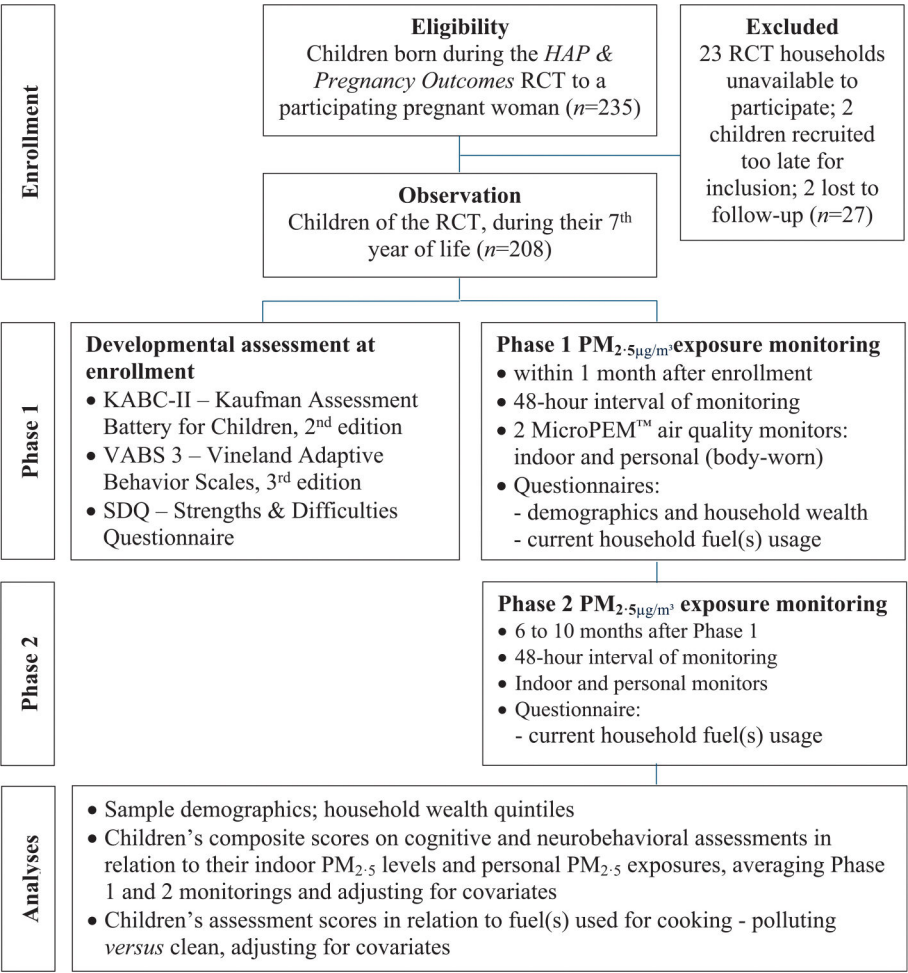 Enrollment
Eligibility
Children born during the HAP &
Pregnancy Outcomes RCT to a
participating pregnant woman (n=235)
Excluded
23 RCT households
unavailable to
participate; 2
children recruited
too late for
inclusion; 2 lost to
follow-up (n=27)
Observation
Children of the RCT, during their 7th
year of life (n=208)
Phase 1
Developmental assessment at
enrollment
• KABC-II – Kaufman Assessment
Battery for Children, 2nd edition
• VABS 3 – Vineland Adaptive
Behavior Scales, 3rd edition
• SDQ – Strengths & Difficulties
Questionnaire
Phase 1 PM2·5µg/m³exposure monitoring
• within 1 month after enrollment
• 48-hour interval of monitoring
• 2 MicroPEM™ air quality monitors:
indoor and personal (body-worn)
• Questionnaires:
- demographics and household wealth
- current household fuel(s) usage
Phase 2
Phase 2 PM2·5µg/m³ exposure monitoring
• 6 to 10 months after Phase 1
• 48-hour interval of monitoring
• Indoor and personal monitors
• Questionnaire:
- current household fuel(s) usage
Analyses
• Sample demographics; household wealth quintiles
• Children's composite scores on cognitive and neurobehavioral assessments in
relation to their indoor PM2·5 levels and personal PM2·5 exposures, averaging Phase
1 and 2 monitorings and adjusting for covariates
• Children's assessment scores in relation to fuel(s) used for cooking - polluting
versus clean, adjusting for covariates